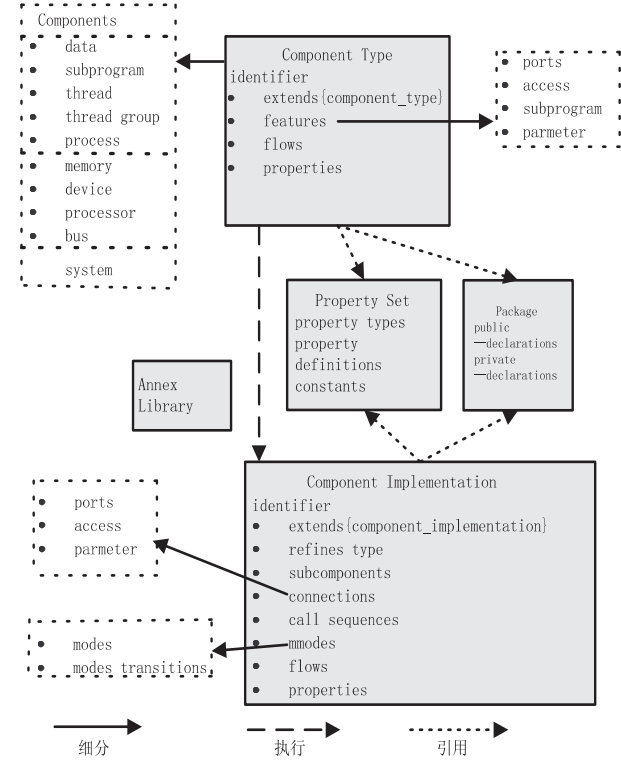 Components
• data
• subprogram
• thread
• thread group
• process
• memory
• device
• processor
• bus
system
Component Type
identifier
• extends{component_type}
• features
• flows
• properties
• ports
• access
• subprogram
• parmeter
Property Set
property types
property
definitions
constants
Package
public
—declarations
private
—declarations
Annex
Library
Component Implementation
identifier
• extends{component_implementation}
• refines type
• subcomponents
• connections
• call sequences
• mmodes
• flows
• properties
• ports
• access
• parmeter
• modes
• modes transitions
细分
执行
引用